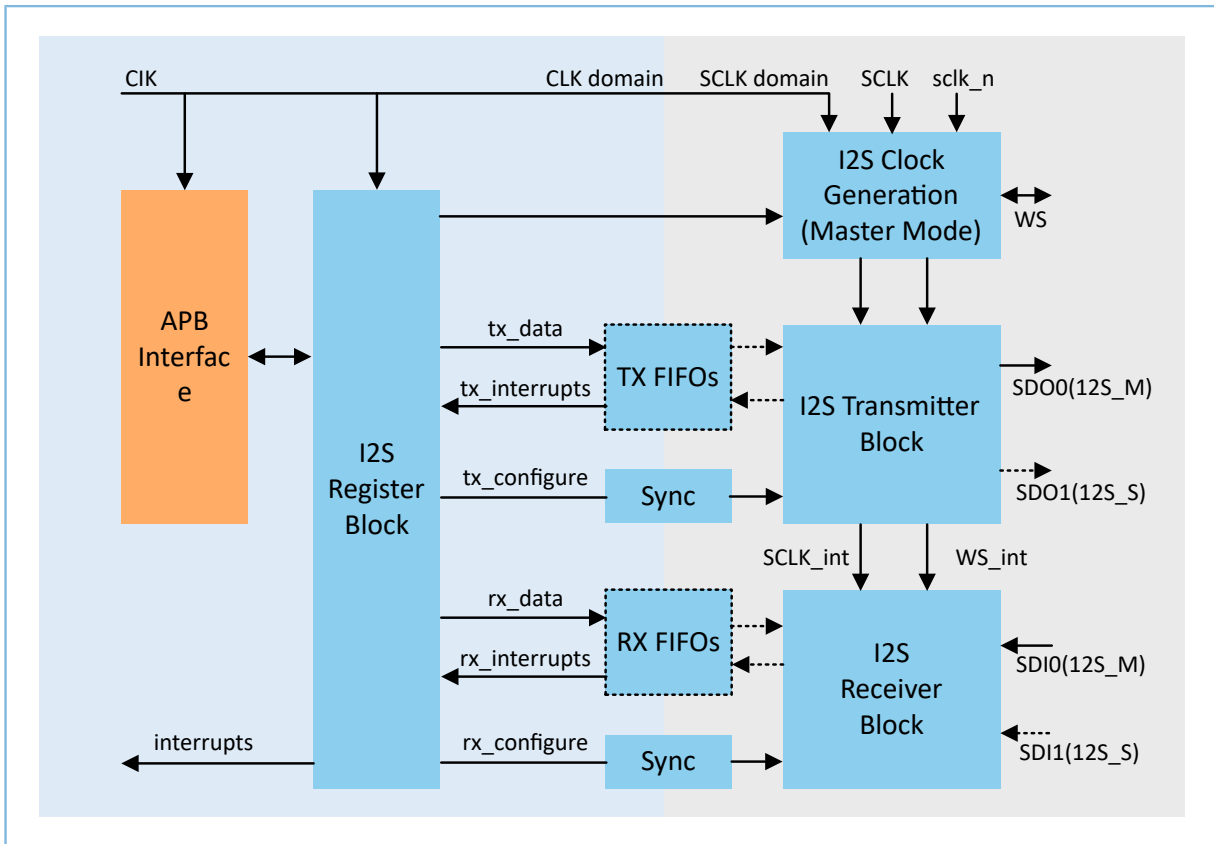 CIK
CLK domain
SCLK domain
SCLK
sclk_n
I2S Clock
Generation
(Master Mode)
WS
APB
Interfac
e
I2S
Register
Block
tx_data
tx_interrupts
TX FIFOs
I2S Transmitter
Block
SDO0(12S_M)
SDO1(12S_S)
tx_configure
Sync
SCLK_int
WS_int
rx_data
rx_interrupts
RX FIFOs
I2S
Receiver
Block
SDI0(12S_M)
SDI1(12S_S)
interrupts
rx_configure
Sync